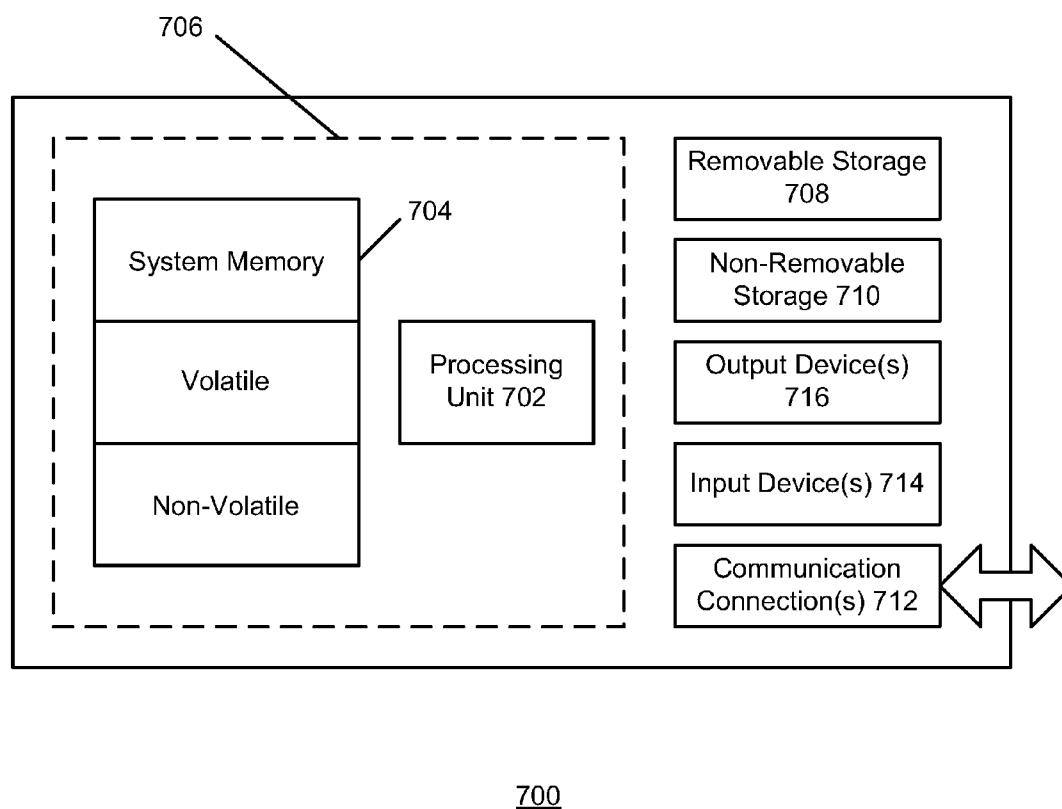 706
704
System Memory
Volatile
Non-Volatile
Processing
Unit 702
Removable Storage
708
Non-Removable
Storage 710
Output Device(s)
716
Input Device(s) 714
Communication
Connection(s) 712
700